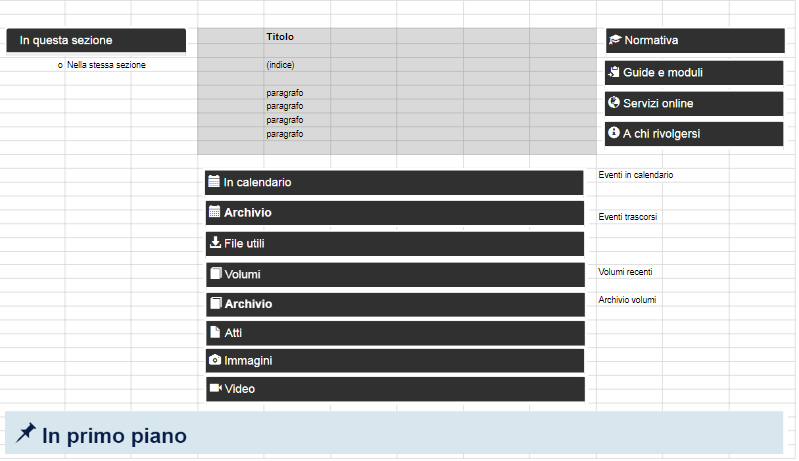 In questa sezione
o Nella stessa sezione
Titolo
(indice)
paragrafo
paragrafo
paragrafo
paragrafo
Normativa
Guide e moduli
Servizi online
A chi rivolgersi
In calendario
Eventi in calendario
Archivio
Eventi trascorsi
File utili
Volumi
Volumi recenti
Archivio
Archivio volumi
Atti
Immagini
Video
In primo piano